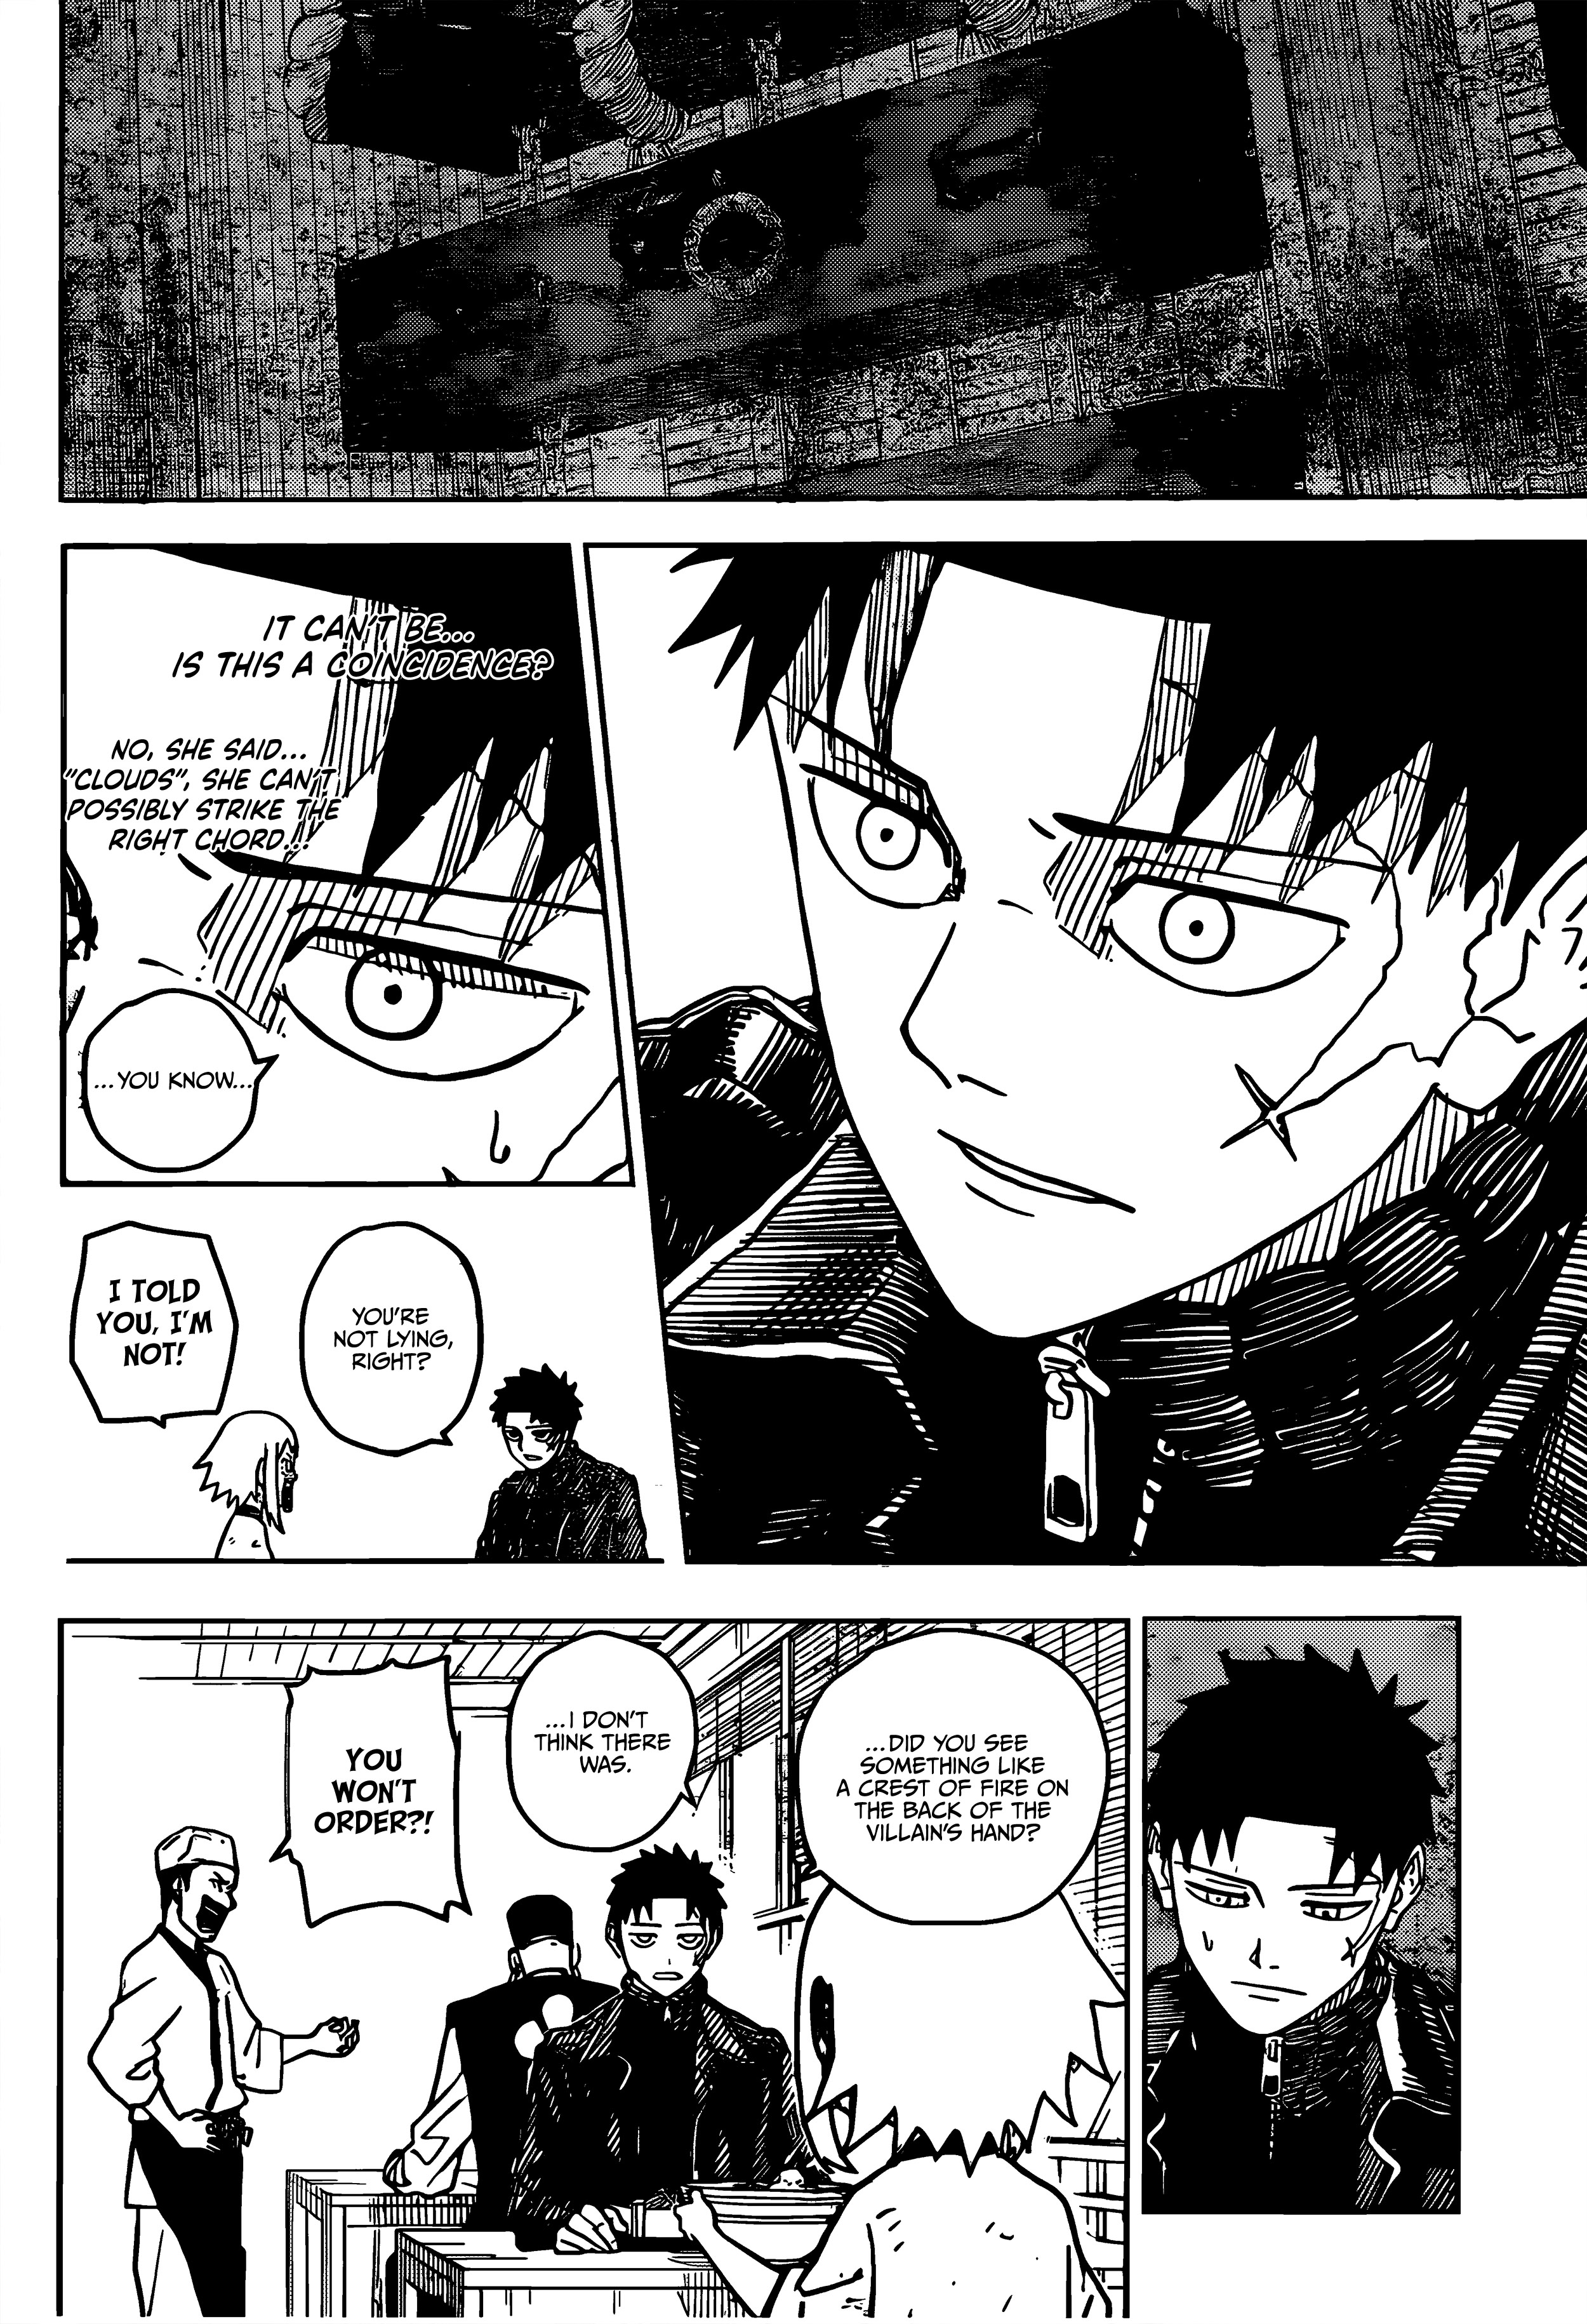 IT CAN'T BE...
IS THIS A COINCIDENCE?
NO, SHE SAID...
"CLOUDS", SHE CAN'T
POSSIBLY STRIKE THE
RIGHT CHORD...!!
...YOU KNOW...
YOU'RE
NOT LYING,
RIGHT?
I TOLD
YOU, I'M
NOT!
...DID YOU SEE
SOMETHING LIKE
A CREST OF FIRE ON
THE BACK OF THE
VILLAIN'S HAND?
...I DON'T
THINK THERE
WAS.
YOU
WON'T
ORDER?!